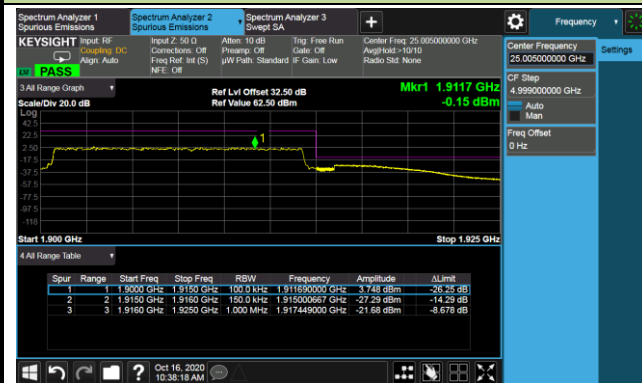 Spectrum Analyzer 1
Spurious Emissions
Spectrum Analyzer 2
Spurious Emissions
Spectrum Analyzer 3
Swept SA
Frequency
KEYSIGHT
Input: RF
Coupling: DC
Align: Auto
Input Z: 50 Ω
Corrections: Off
Freq Ref: Int (S)
NFE: Off
Atten: 10 dB
Preamp: Off
µW Path: Standard
Trig: Free Run
Gate: Off
IF Gain: Low
Center Freq: 25.005000000 GHz
Avg|Hold:>10/10
Radio Std: None
PASS
Center Frequency
25.005000000 GHz
Settings
CF Step
4.999000000 GHz
Auto
Man
Freq Offset
0 Hz
3 All Range Graph
Scale/Div 20.0 dB
Ref Lvl Offset 32.50 dB
Ref Value 62.50 dBm
Mkr1 1.9117 GHz
-0.15 dBm
Log
42.5
22.5
2.50
-17.5
-37.5
-57.5
-77.5
-97.5
-118
1
Start 1.900 GHz
Stop 1.925 GHz
4 All Range Table
Spur Range Start Freq Stop Freq RBW Frequency Amplitude ΔLimit
1 1 1.9000 GHz 1.9150 GHz 100.0 kHz 1.911690000 GHz 3.748 dBm -26.25 dB
2 2 1.9150 GHz 1.9160 GHz 150.0 kHz 1.915000667 GHz -27.29 dBm -14.29 dB
3 3 1.9160 GHz 1.9250 GHz 1.000 MHz 1.917449000 GHz -21.68 dBm -8.678 dB
Oct 16, 2020
10:38:18 AM